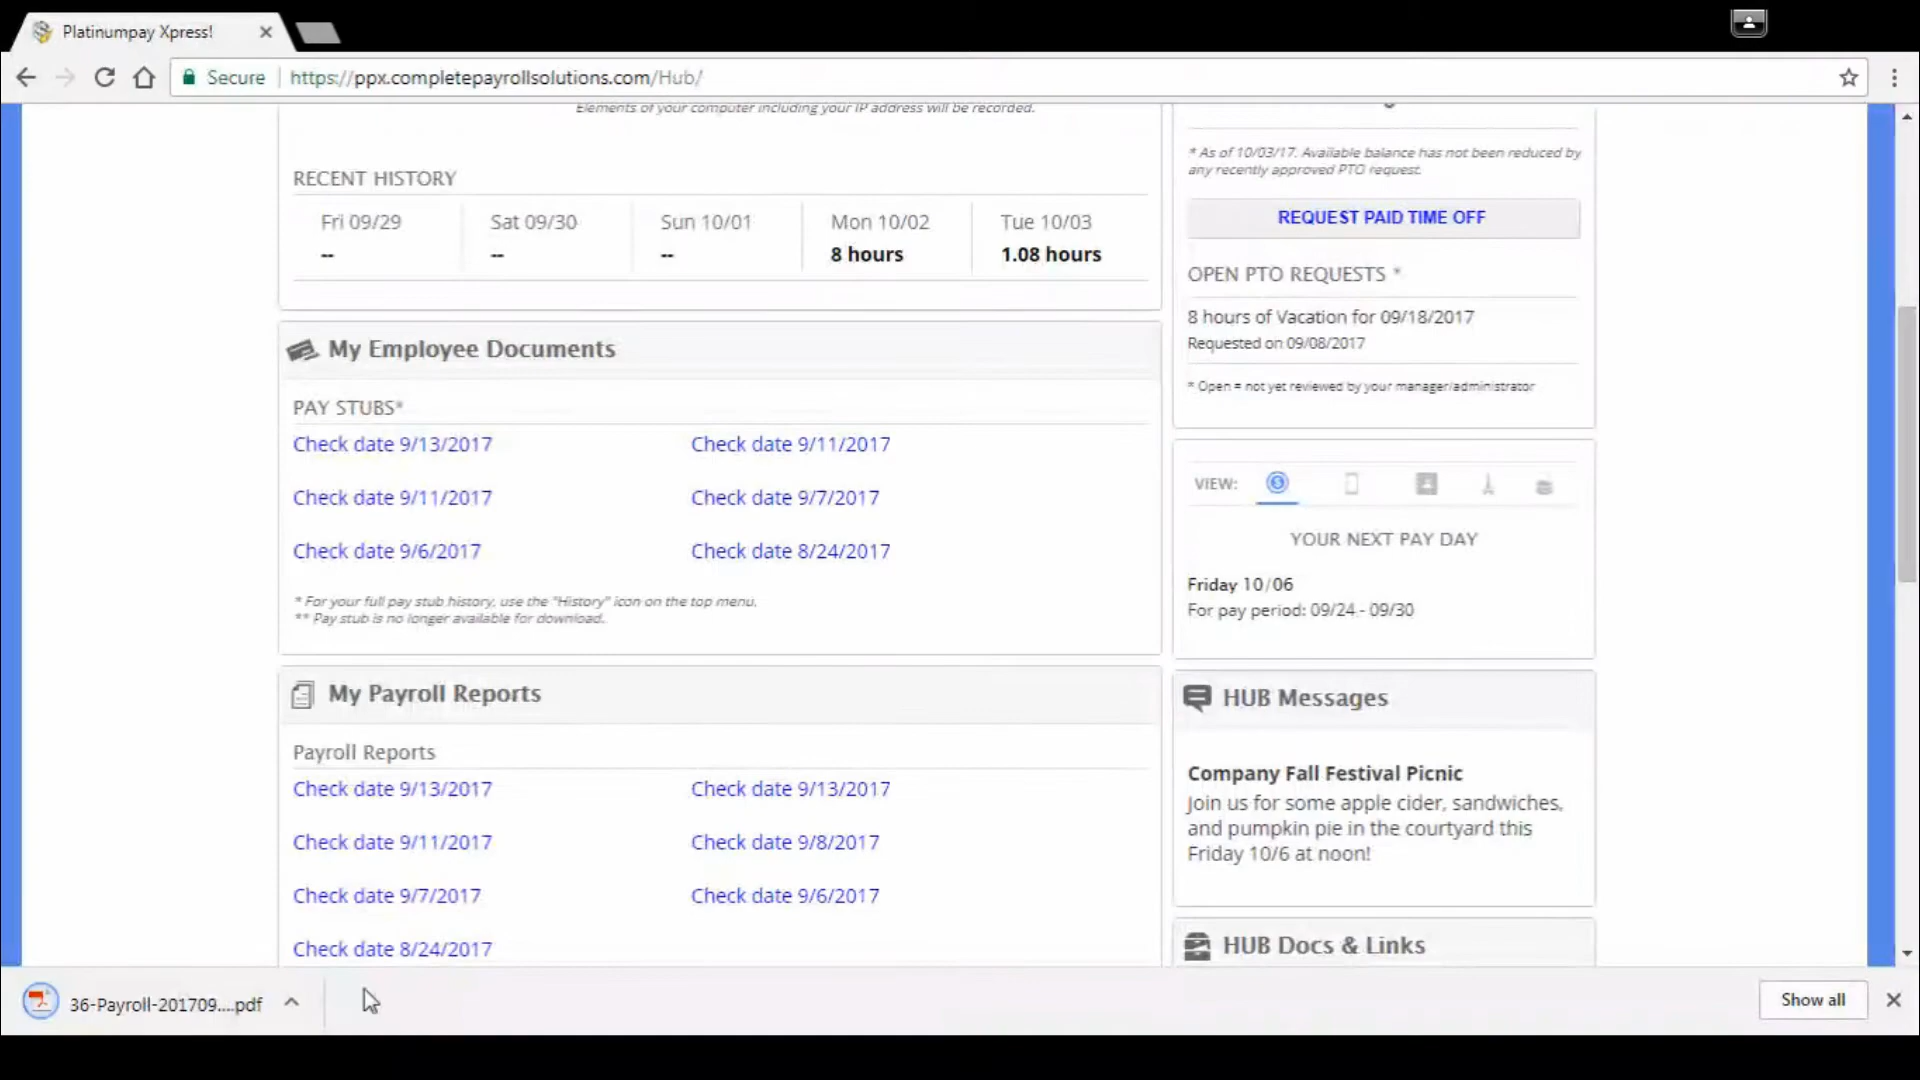 Platinumpay Xpress!
Secure
https://ppx.completepayrollsolutions.com/Hub/
Elements of your computer including your IP address will be recorded.
RECENT HISTORY
Fri 09/29 Sat 09/30 Sun 10/01 Mon 10/02 Tue 10/03
-- -- -- 8 hours 1.08 hours
My Employee Documents
PAY STUBS*
Check date 9/13/2017 Check date 9/11/2017
Check date 9/11/2017 Check date 9/7/2017
Check date 9/6/2017 Check date 8/24/2017
* For your full pay stub history, use the "History" icon on the top menu.
** Pay stub is no longer available for download.
My Payroll Reports
Payroll Reports
Check date 9/13/2017 Check date 9/13/2017
Check date 9/11/2017 Check date 9/8/2017
Check date 9/7/2017 Check date 9/6/2017
Check date 8/24/2017
* As of 10/03/17. Available balance has not been reduced by
any recently approved PTO request.
REQUEST PAID TIME OFF
OPEN PTO REQUESTS *
8 hours of Vacation for 09/18/2017
Requested on 09/08/2017
* Open = not yet reviewed by your manager/administrator
VIEW:
YOUR NEXT PAY DAY
Friday 10/06
For pay period: 09/24 - 09/30
HUB Messages
Company Fall Festival Picnic
Join us for some apple cider, sandwiches,
and pumpkin pie in the courtyard this
Friday 10/6 at noon!
HUB Docs & Links
36-Payroll-201709....pdf
Show all